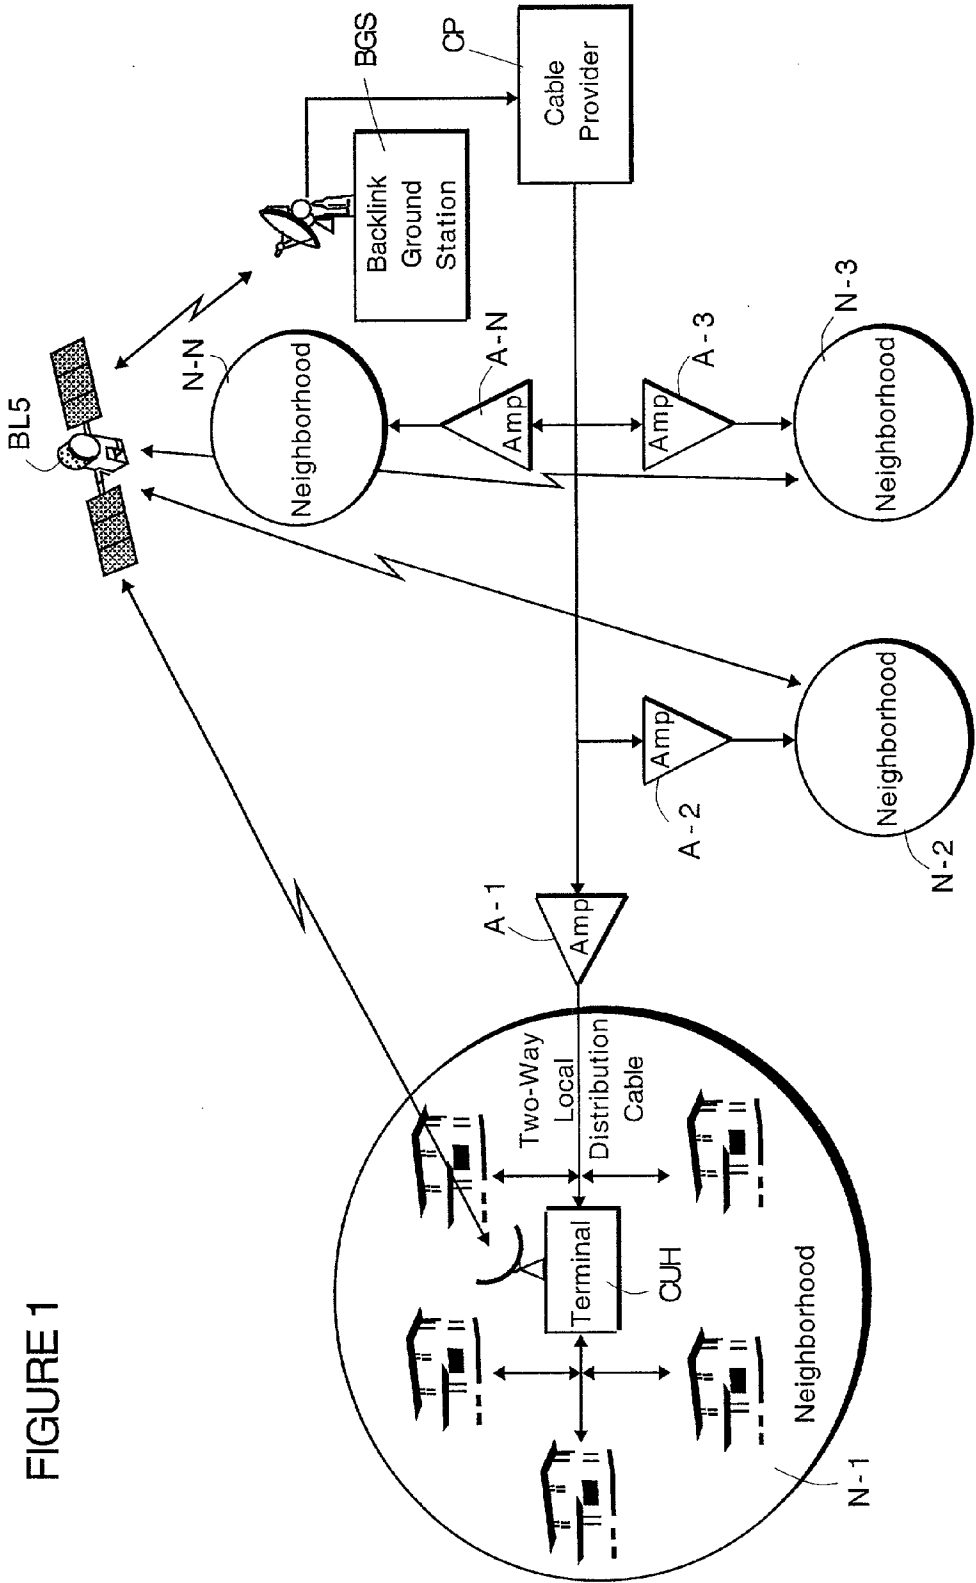 FIGURE 1
BL5
BGS
CP
Backlink
Ground
Station
Cable
Provider
N-N
Neighborhood
A-N
Amp
A-3
Amp
N-3
Neighborhood
A-2
Amp
N-2
Neighborhood
A-1
Amp
Two-Way
Local
Distribution
Cable
Terminal
CUH
Neighborhood
N-1